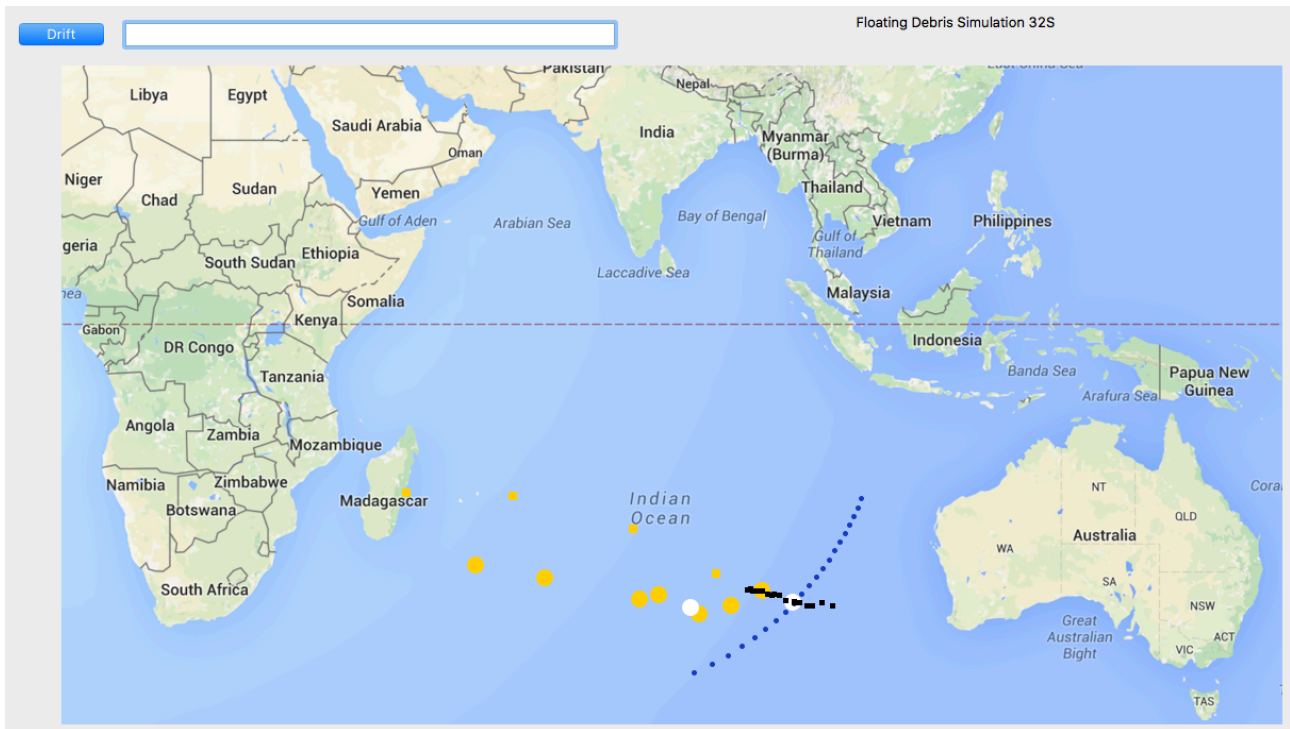 Floating Debris Simulation 32S
Drift
Pakistan
East China Sea
Libya
Egypt
Nepal
Saudi Arabia
India
Myanmar
(Burma)
Oman
Niger
Chad
Sudan
Yemen
Thailand
Gulf of Aden
Arabian Sea
Bay of Bengal
Vietnam
Philippines
geria
Ethiopia
Gulf of
Thailand
South Sudan
Laccadive Sea
nea
Somalia
Malaysia
Gabon
Kenya
DR Congo
Indonesia
Tanzania
Banda Sea
Papua New
Guinea
Arafura Sea
Angola
Zambia
Mozambique
Namibia
Zimbabwe
Madagascar
Indian
Ocean
NT
Cora
Botswana
QLD
Australia
WA
South Africa
SA
NSW
Great
Australian
Bight
ACT
VIC
TAS